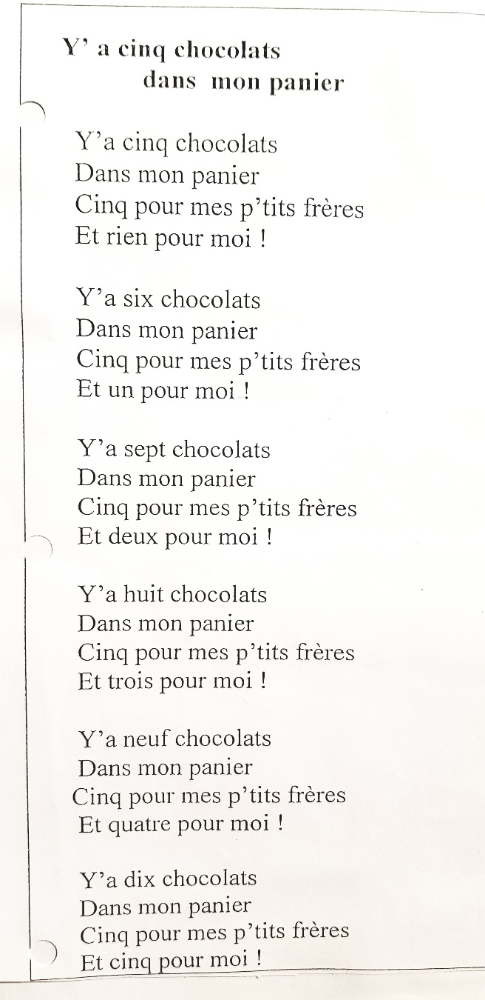 Y' a cinq chocolats
dans mon panier
Y'a cinq chocolats
Dans mon panier
Cinq pour mes p'tits frères
Et rien pour moi !
Y'a six chocolats
Dans mon panier
Cinq pour mes p'tits frères
Et un pour moi !
Y'a sept chocolats
Dans mon panier
Cinq pour mes p'tits frères
Et deux pour moi !
Y'a huit chocolats
Dans mon panier
Cinq pour mes p'tits frères
Et trois pour moi !
Y'a neuf chocolats
Dans mon panier
Cinq pour mes p'tits frères
Et quatre pour moi !
Y'a dix chocolats
Dans mon panier
Cinq pour mes p'tits frères
Et cinq pour moi !